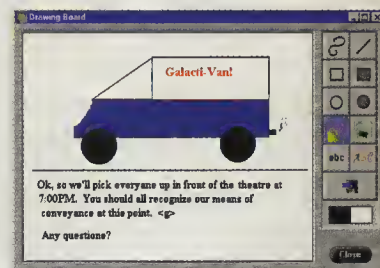 Drawing Board
Galacti-Van!
Ok, so we'll pick everyone up in front of the theatre at
7:00PM. You should all recognize our means of
conveyance at this point. <g>
Any questions?
abc
Close